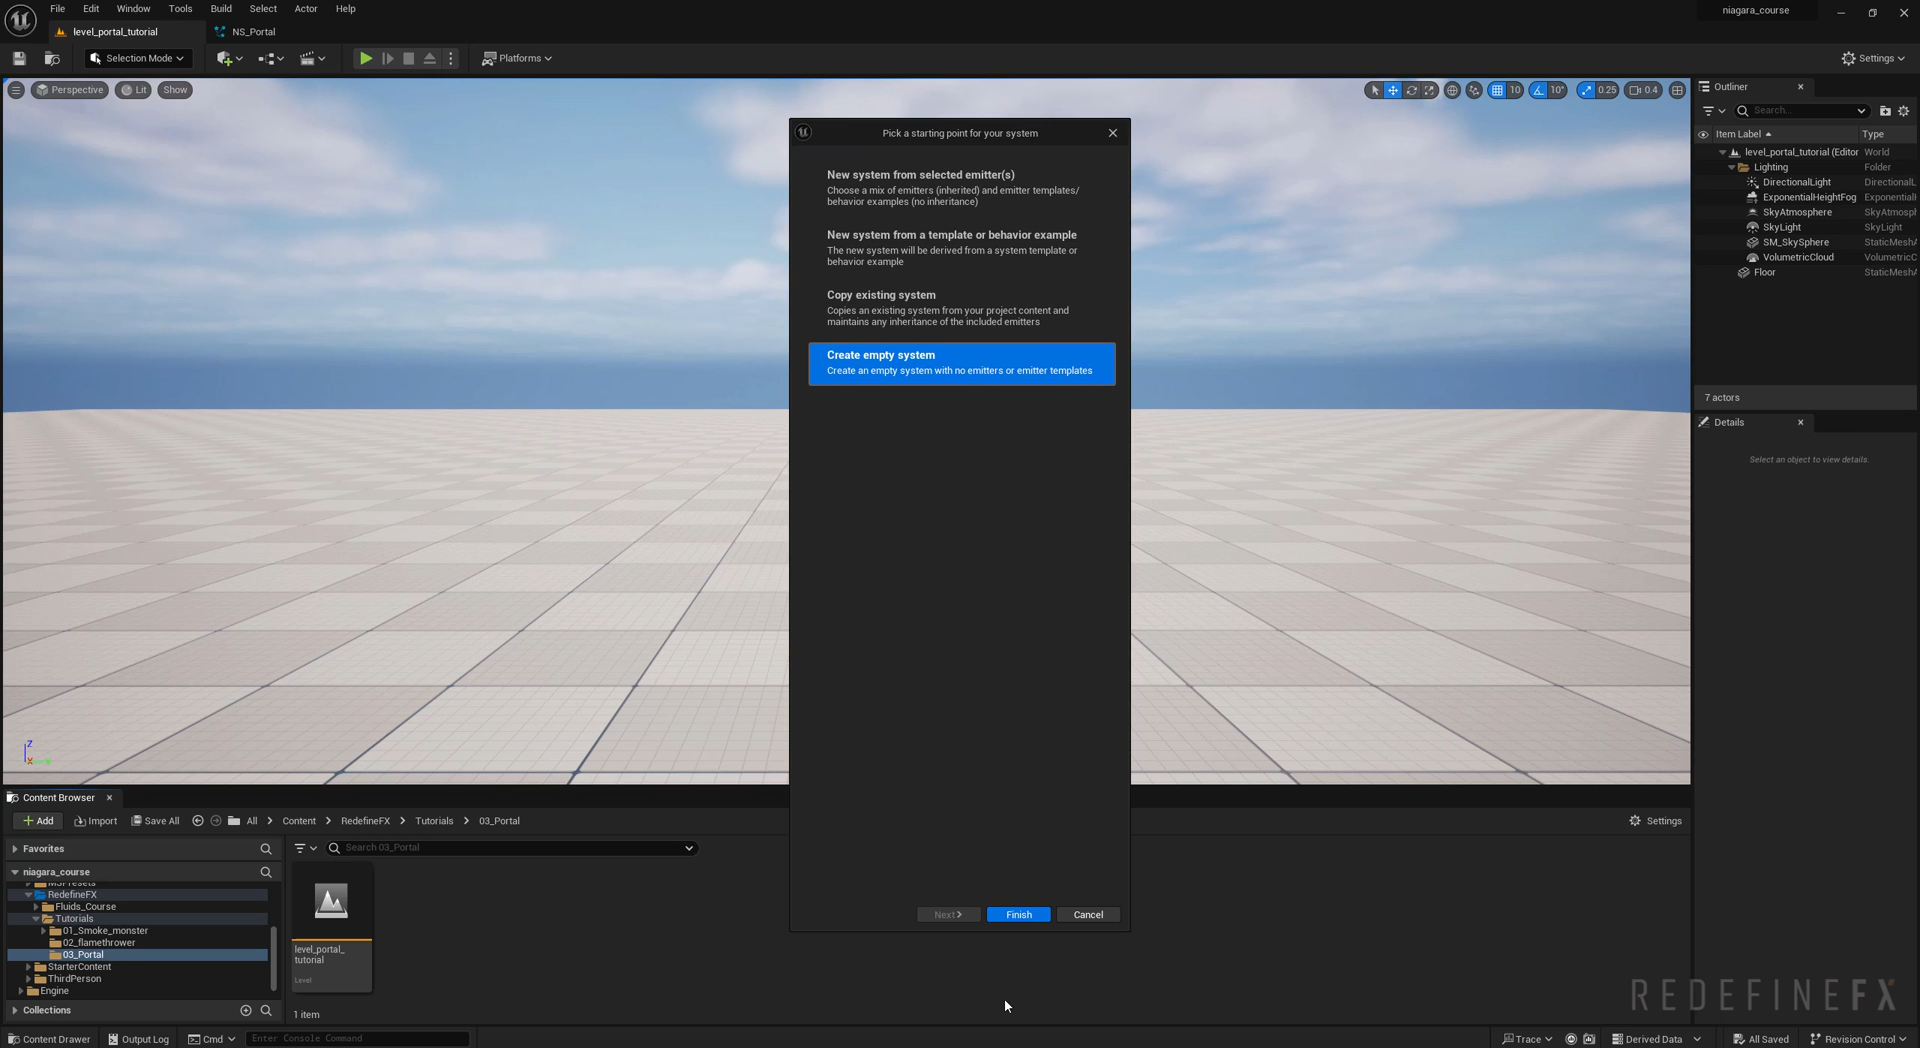 File Edit Window Tools Build Select Actor Help
niagara_course
level_portal_tutorial
NS_Portal
Selection Mode
Platforms
Settings
Perspective
Lit
Show
10
10°
0.25
0.4
Outliner
Search...
Item Label
Type
level_portal_tutorial (Editor
World
Lighting
Folder
DirectionalLight
DirectionalL
ExponentialHeightFog
Exponential
SkyAtmosphere
SkyAtmosph
SkyLight
SkyLight
SM_SkySphere
StaticMeshA
VolumetricCloud
VolumetricC
Floor
StaticMeshA
7 actors
Details
Select an object to view details.
Pick a starting point for your system
New system from selected emitter(s)
Choose a mix of emitters (inherited) and emitter templates/
behavior examples (no inheritance)
New system from a template or behavior example
The new system will be derived from a system template or
behavior example
Copy existing system
Copies an existing system from your project content and
maintains any inheritance of the included emitters
Create empty system
Create an empty system with no emitters or emitter templates
Next
Finish
Cancel
Z
Content Browser
Add
Import
Save All
All
Content
RedefineFX
Tutorials
03_Portal
Settings
Favorites
Search 03_Portal
niagara_course
MSPresets
RedefineFX
Fluids_Course
Tutorials
01_Smoke_monster
02_flamethrower
03_Portal
StarterContent
ThirdPerson
Engine
Collections
level_portal_
tutorial
Level
1 item
REDEFINEFX
Content Drawer
Output Log
Cmd
Enter Console Command
Trace
Derived Data
All Saved
Revision Control